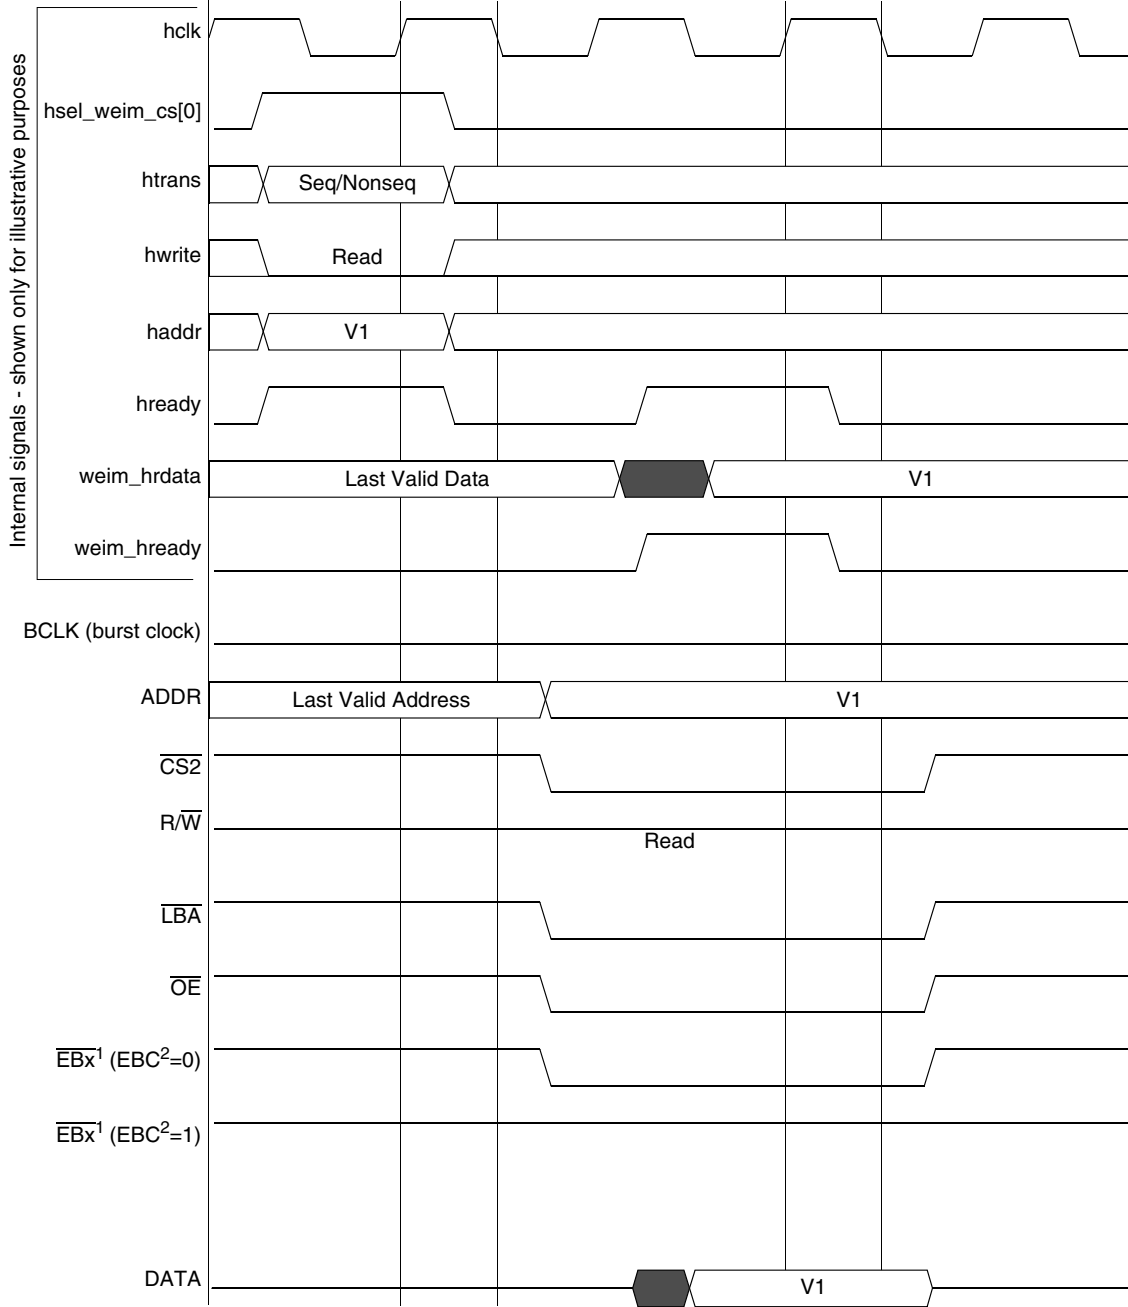 Internal signals - shown only for illustrative purposes
hclk
hsel_weim_cs[0]
htrans Seq/Nonseq
hwrite Read
haddr V1
hready
weim_hrdata Last Valid Data V1
weim_hready
BCLK (burst clock)
ADDR Last Valid Address V1
CS2
R/W
Read
LBA
OE
EBx1 (EBC2=0)
EBx1 (EBC2=1)
DATA V1